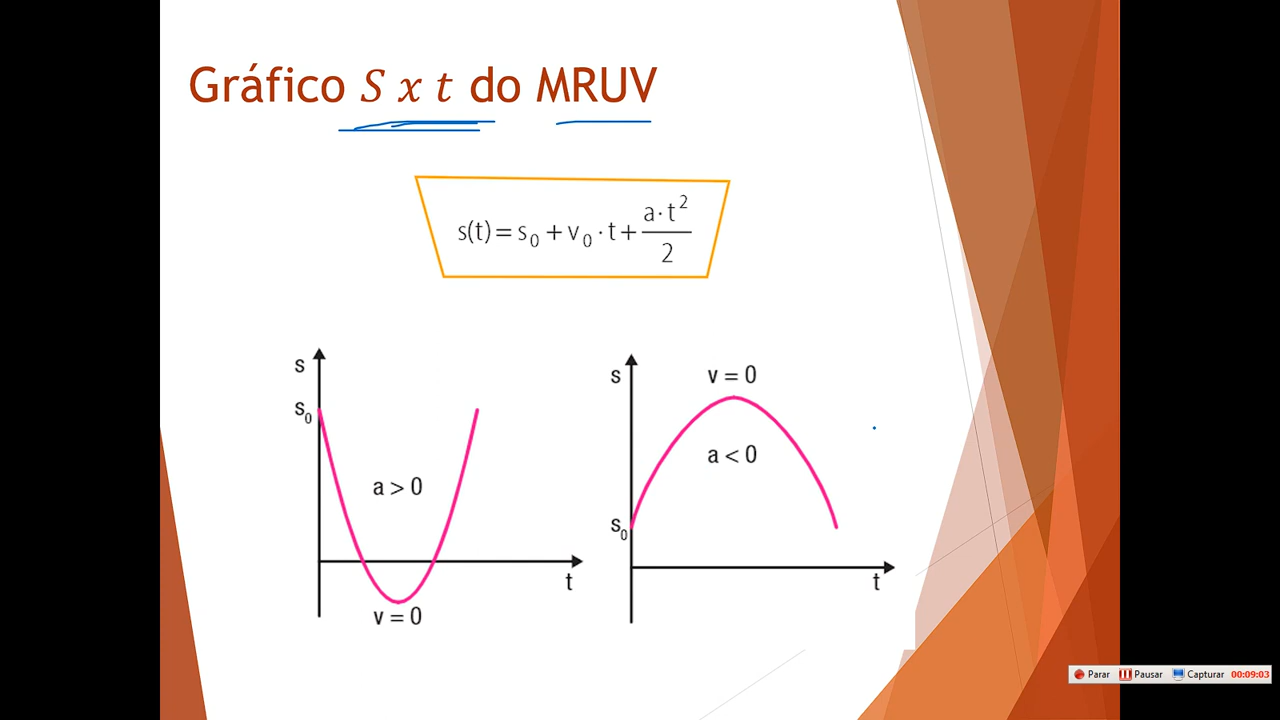 Gráfico S x t do MRUV
s(t) = s₀ + v₀ · t + a · t² / 2
s
s₀
a > 0
t
v = 0
s
v = 0
a < 0
s₀
t
Parar Pausar Capturar 00:09:03